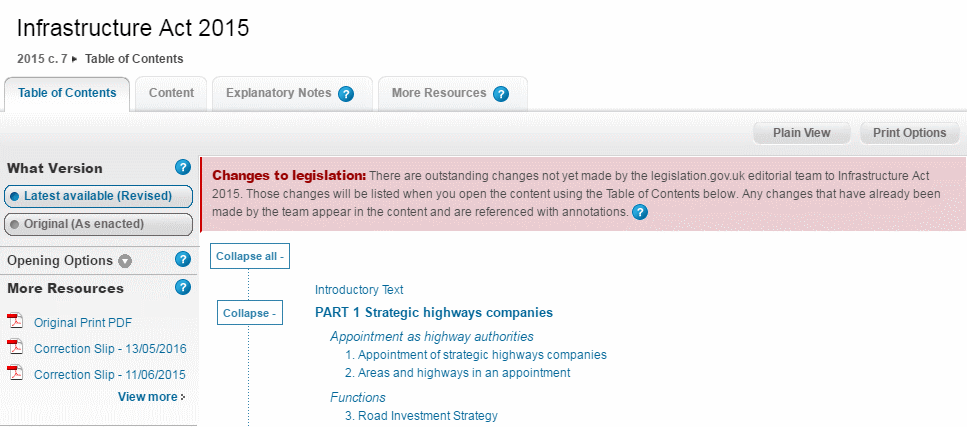 Infrastructure Act 2015
2015 c. 7 ▸ Table of Contents
Table of Contents
Content
Explanatory Notes ?
More Resources ?
Plain View
Print Options
What Version ?
Latest available (Revised)
Original (As enacted)
Opening Options ?
More Resources ?
Original Print PDF
Correction Slip - 13/05/2016
Correction Slip - 11/06/2015
View more
Changes to legislation: There are outstanding changes not yet made by the legislation.gov.uk editorial team to Infrastructure Act
2015. Those changes will be listed when you open the content using the Table of Contents below. Any changes that have already been
made by the team appear in the content and are referenced with annotations. ?
Collapse all -
Introductory Text
Collapse -
PART 1 Strategic highways companies
Appointment as highway authorities
1. Appointment of strategic highways companies
2. Areas and highways in an appointment
Functions
3. Road Investment Strategy